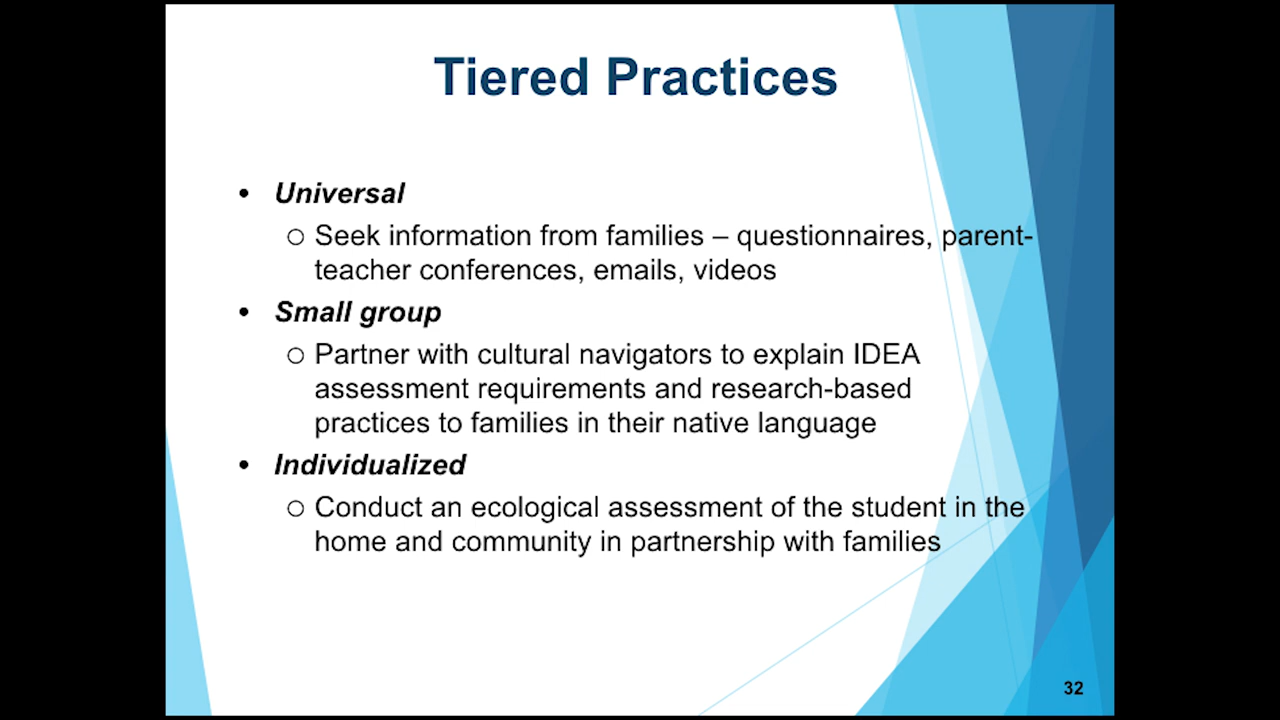 Tiered Practices
• Universal
○ Seek information from families – questionnaires, parent-
teacher conferences, emails, videos
• Small group
○ Partner with cultural navigators to explain IDEA
assessment requirements and research-based
practices to families in their native language
• Individualized
○ Conduct an ecological assessment of the student in the
home and community in partnership with families
32